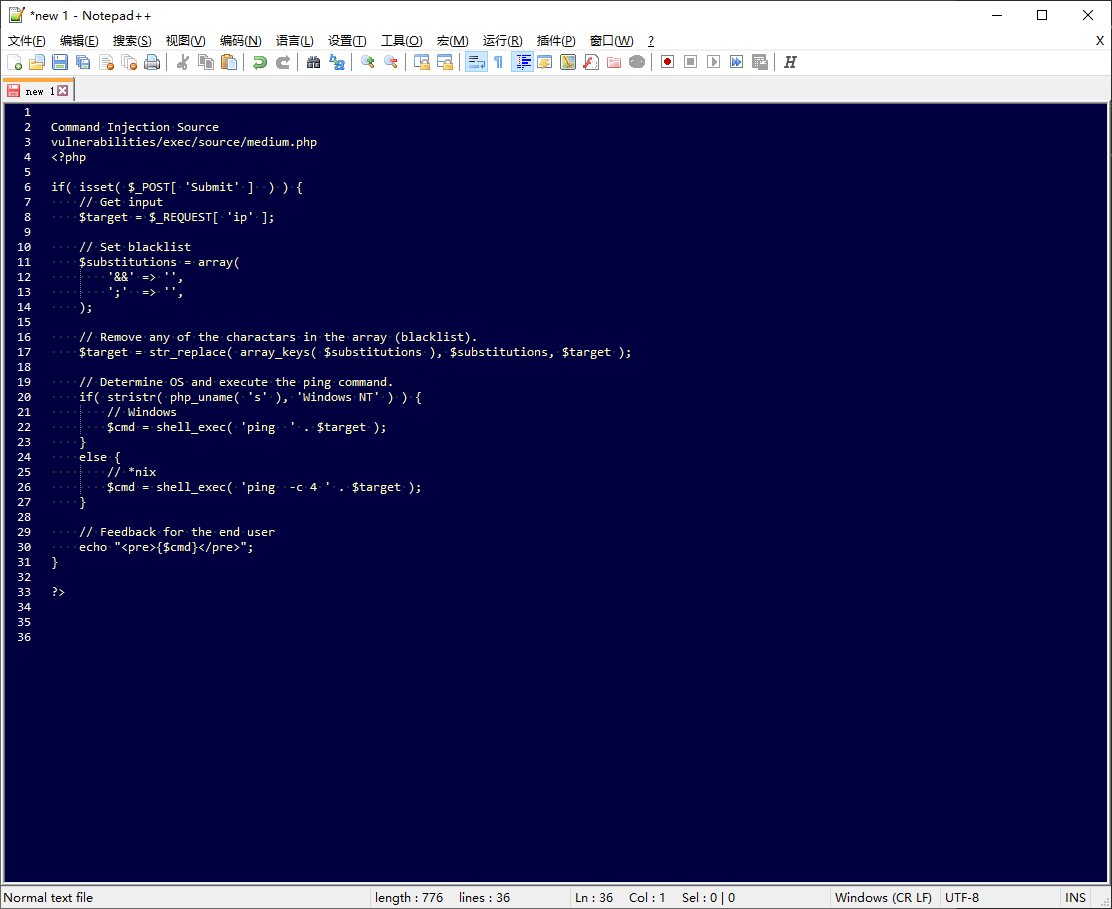 *new 1 - Notepad++
文件(F) 编辑(E) 搜索(S) 视图(V) 编码(N) 语言(L) 设置(T) 工具(O) 宏(M) 运行(R) 插件(P) 窗口(W) ? X
new 1
1
2 Command Injection Source
3 vulnerabilities/exec/source/medium.php
4 <?php
5
6 if( isset( $_POST[ 'Submit' ]  ) ) {
7     // Get input
8     $target = $_REQUEST[ 'ip' ];
9
10     // Set blacklist
11     $substitutions = array(
12         '&&' => '',
13         ';'  => '',
14     );
15
16     // Remove any of the charactars in the array (blacklist).
17     $target = str_replace( array_keys( $substitutions ), $substitutions, $target );
18
19     // Determine OS and execute the ping command.
20     if( stristr( php_uname( 's' ), 'Windows NT' ) ) {
21         // Windows
22         $cmd = shell_exec( 'ping  ' . $target );
23     }
24     else {
25         // *nix
26         $cmd = shell_exec( 'ping  -c 4 ' . $target );
27     }
28
29     // Feedback for the end user
30     echo "<pre>{$cmd}</pre>";
31 }
32
33 ?>
34
35
36
Normal text file length : 776 lines : 36 Ln : 36 Col : 1 Sel : 0 | 0 Windows (CR LF) UTF-8 INS